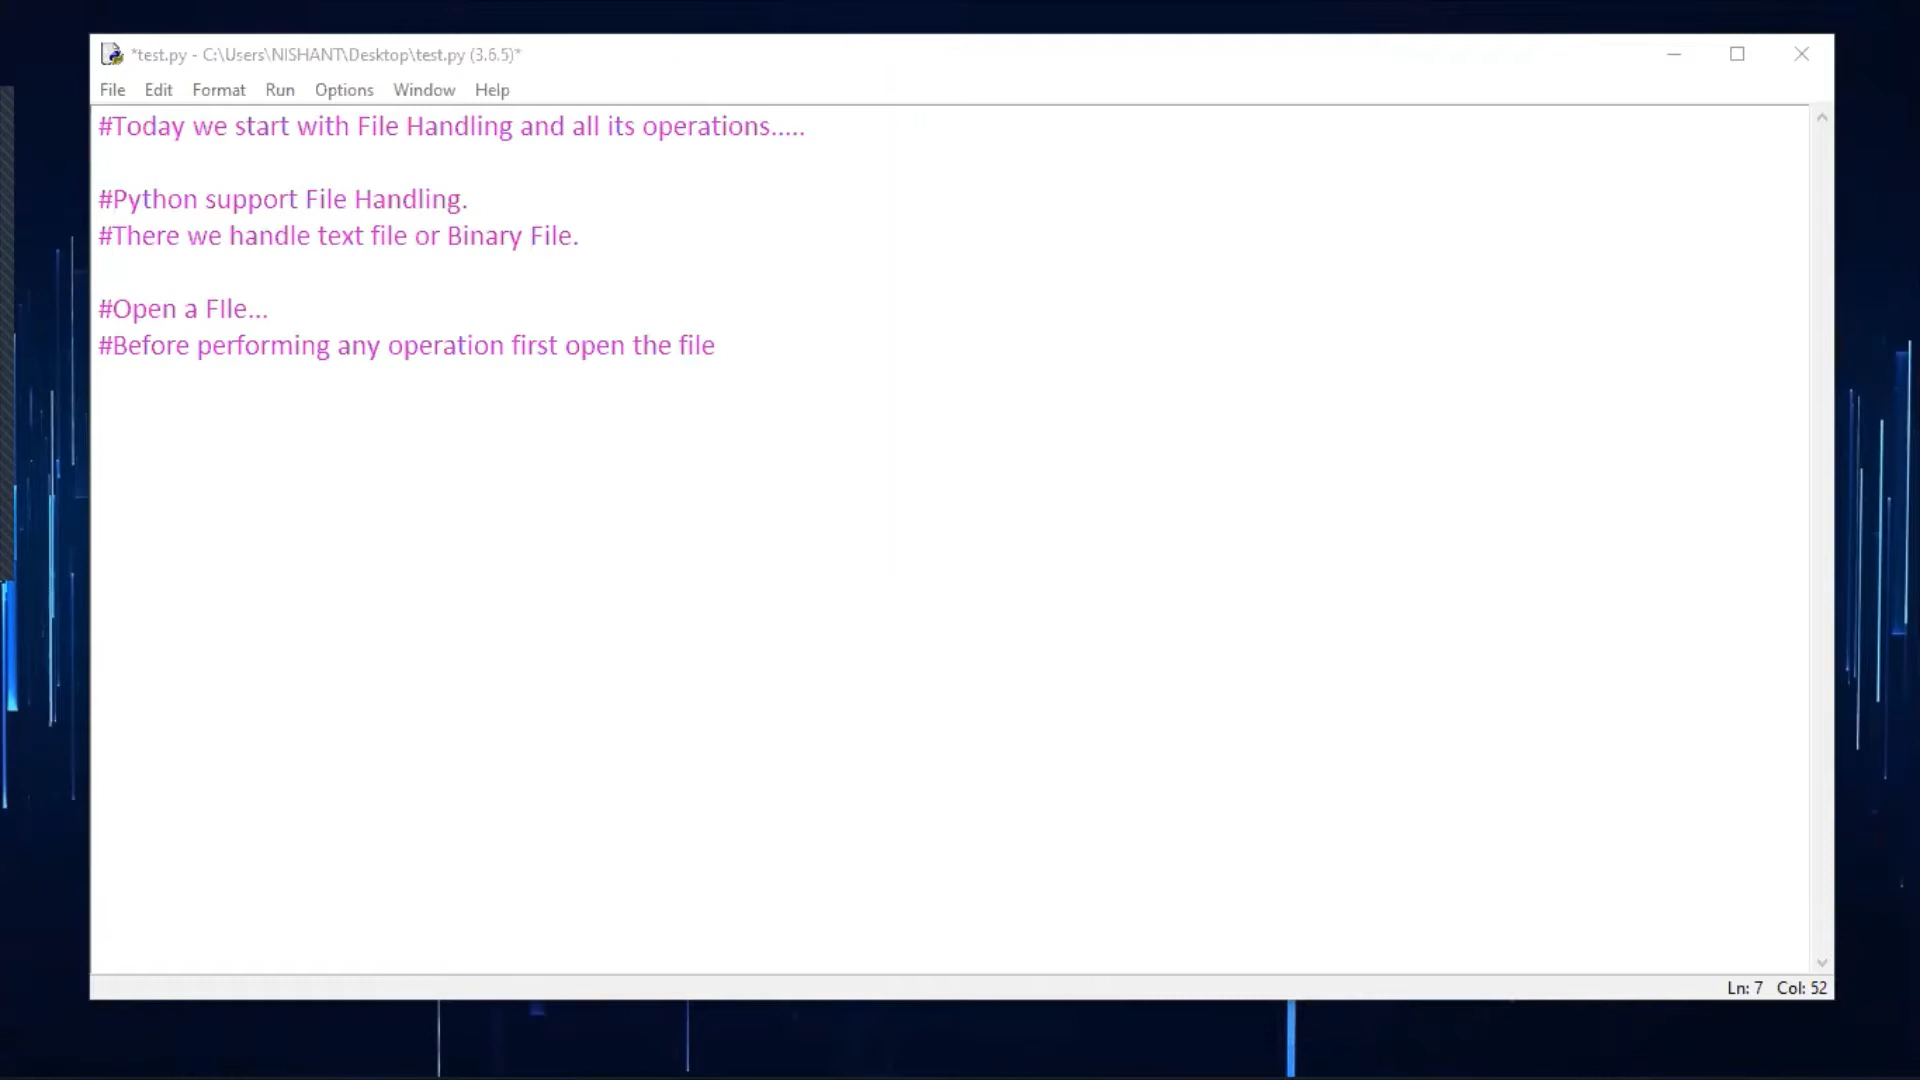 *test.py - C:\Users\NISHANT\Desktop\test.py (3.6.5)*
File Edit Format Run Options Window Help
#Today we start with File Handling and all its operations.....
#Python support File Handling.
#There we handle text file or Binary File.
#Open a FIle...
#Before performing any operation first open the file
Ln: 7 Col: 52